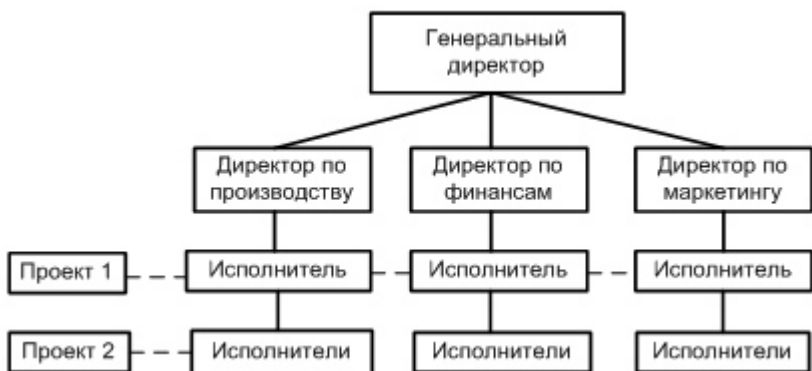 Генеральный
директор
Директор по
производству
Директор по
финансам
Директор по
маркетингу
Проект 1
Исполнитель
Исполнитель
Исполнитель
Проект 2
Исполнители
Исполнители
Исполнители